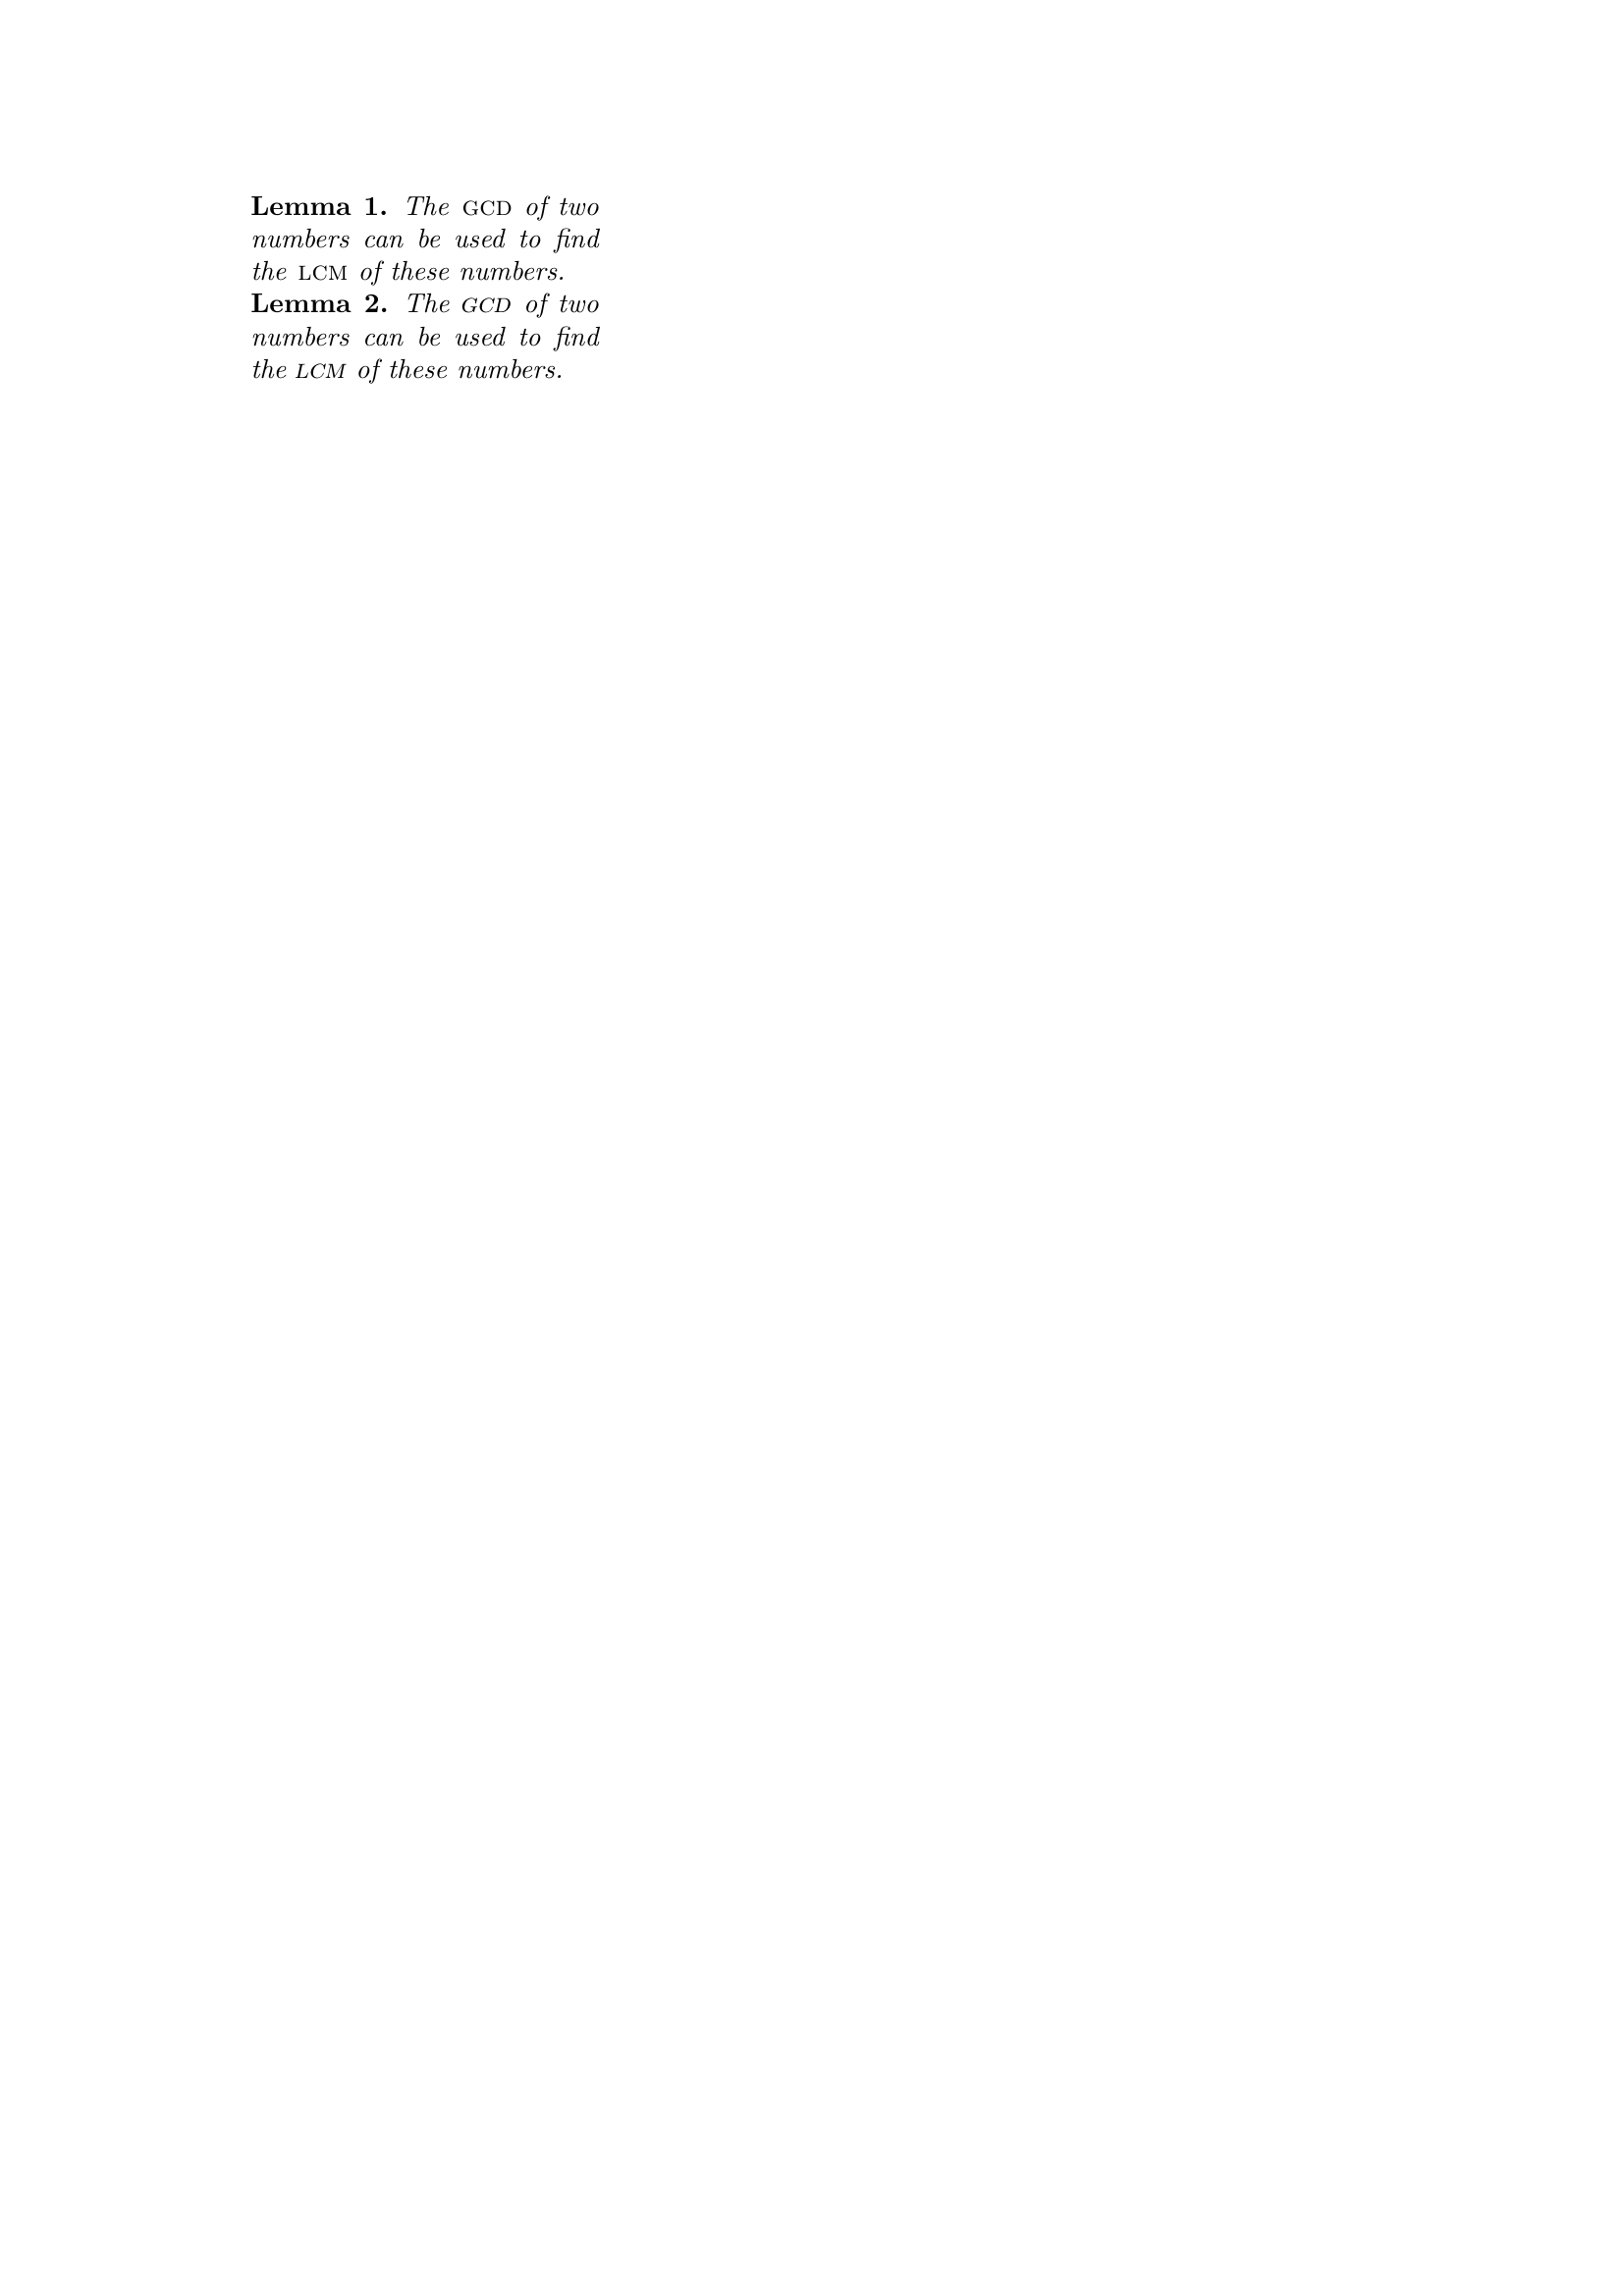 Lemma 1. The GCD of two
numbers can be used to find
the LCM of these numbers.
Lemma 2. The GCD of two
numbers can be used to find
the LCM of these numbers.